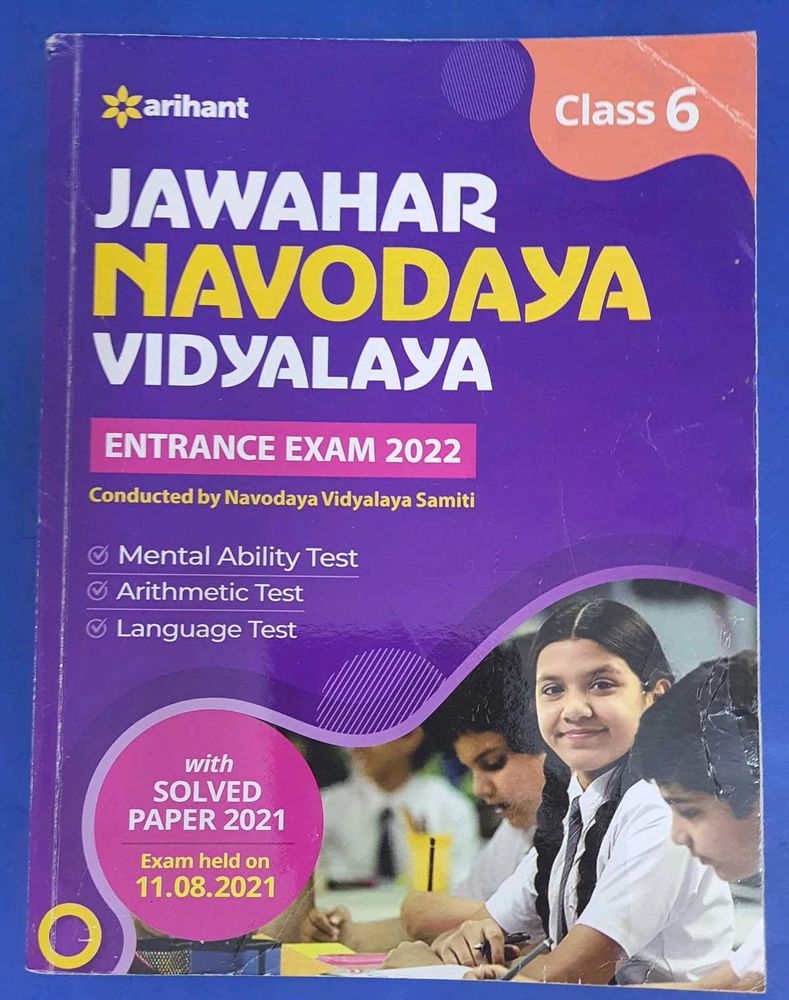 arihant
Class 6
JAWAHAR
NAVODAYA
VIDYALAYA
ENTRANCE EXAM 2022
Conducted by Navodaya Vidyalaya Samiti
Mental Ability Test
Arithmetic Test
Language Test
with
SOLVED
PAPER 2021
Exam held on
11.08.2021